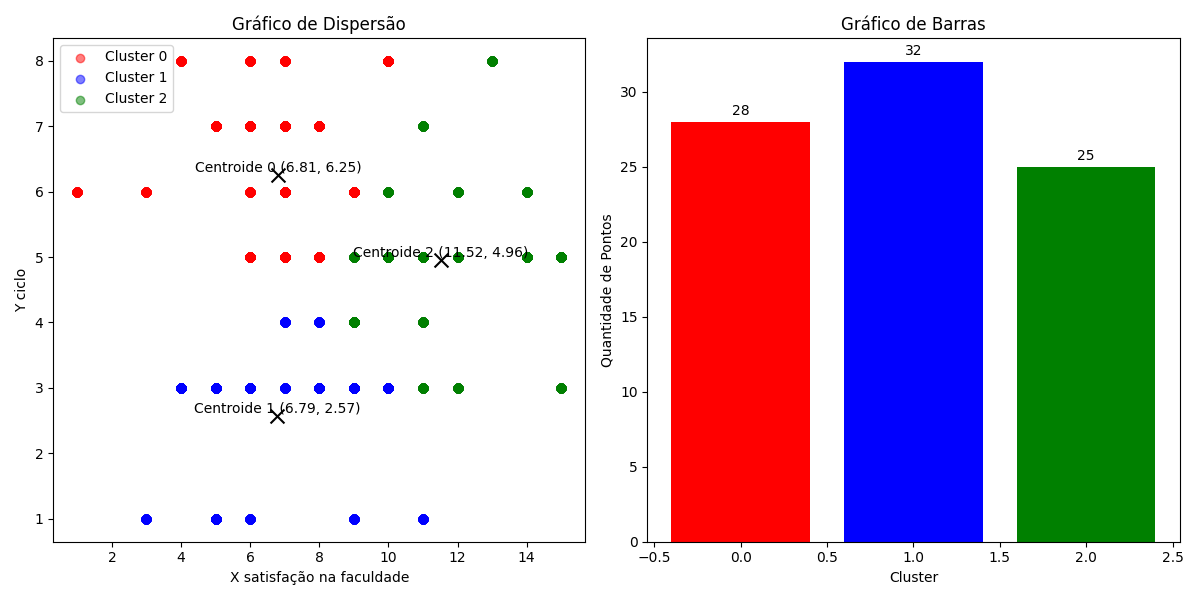 Gráfico de Dispersão
Cluster 0
Cluster 1
Cluster 2
Centroide 0 (6.81, 6.25)
Centroide 2 (11.52, 4.96)
Centroide 1 (6.79, 2.57)
8
7
6
5
4
3
2
1
Y ciclo
2 4 6 8 10 12 14
X satisfação na faculdade
Gráfico de Barras
28
32
25
30
25
20
15
10
5
0
Quantidade de Pontos
−0.5 0.0 0.5 1.0 1.5 2.0 2.5
Cluster